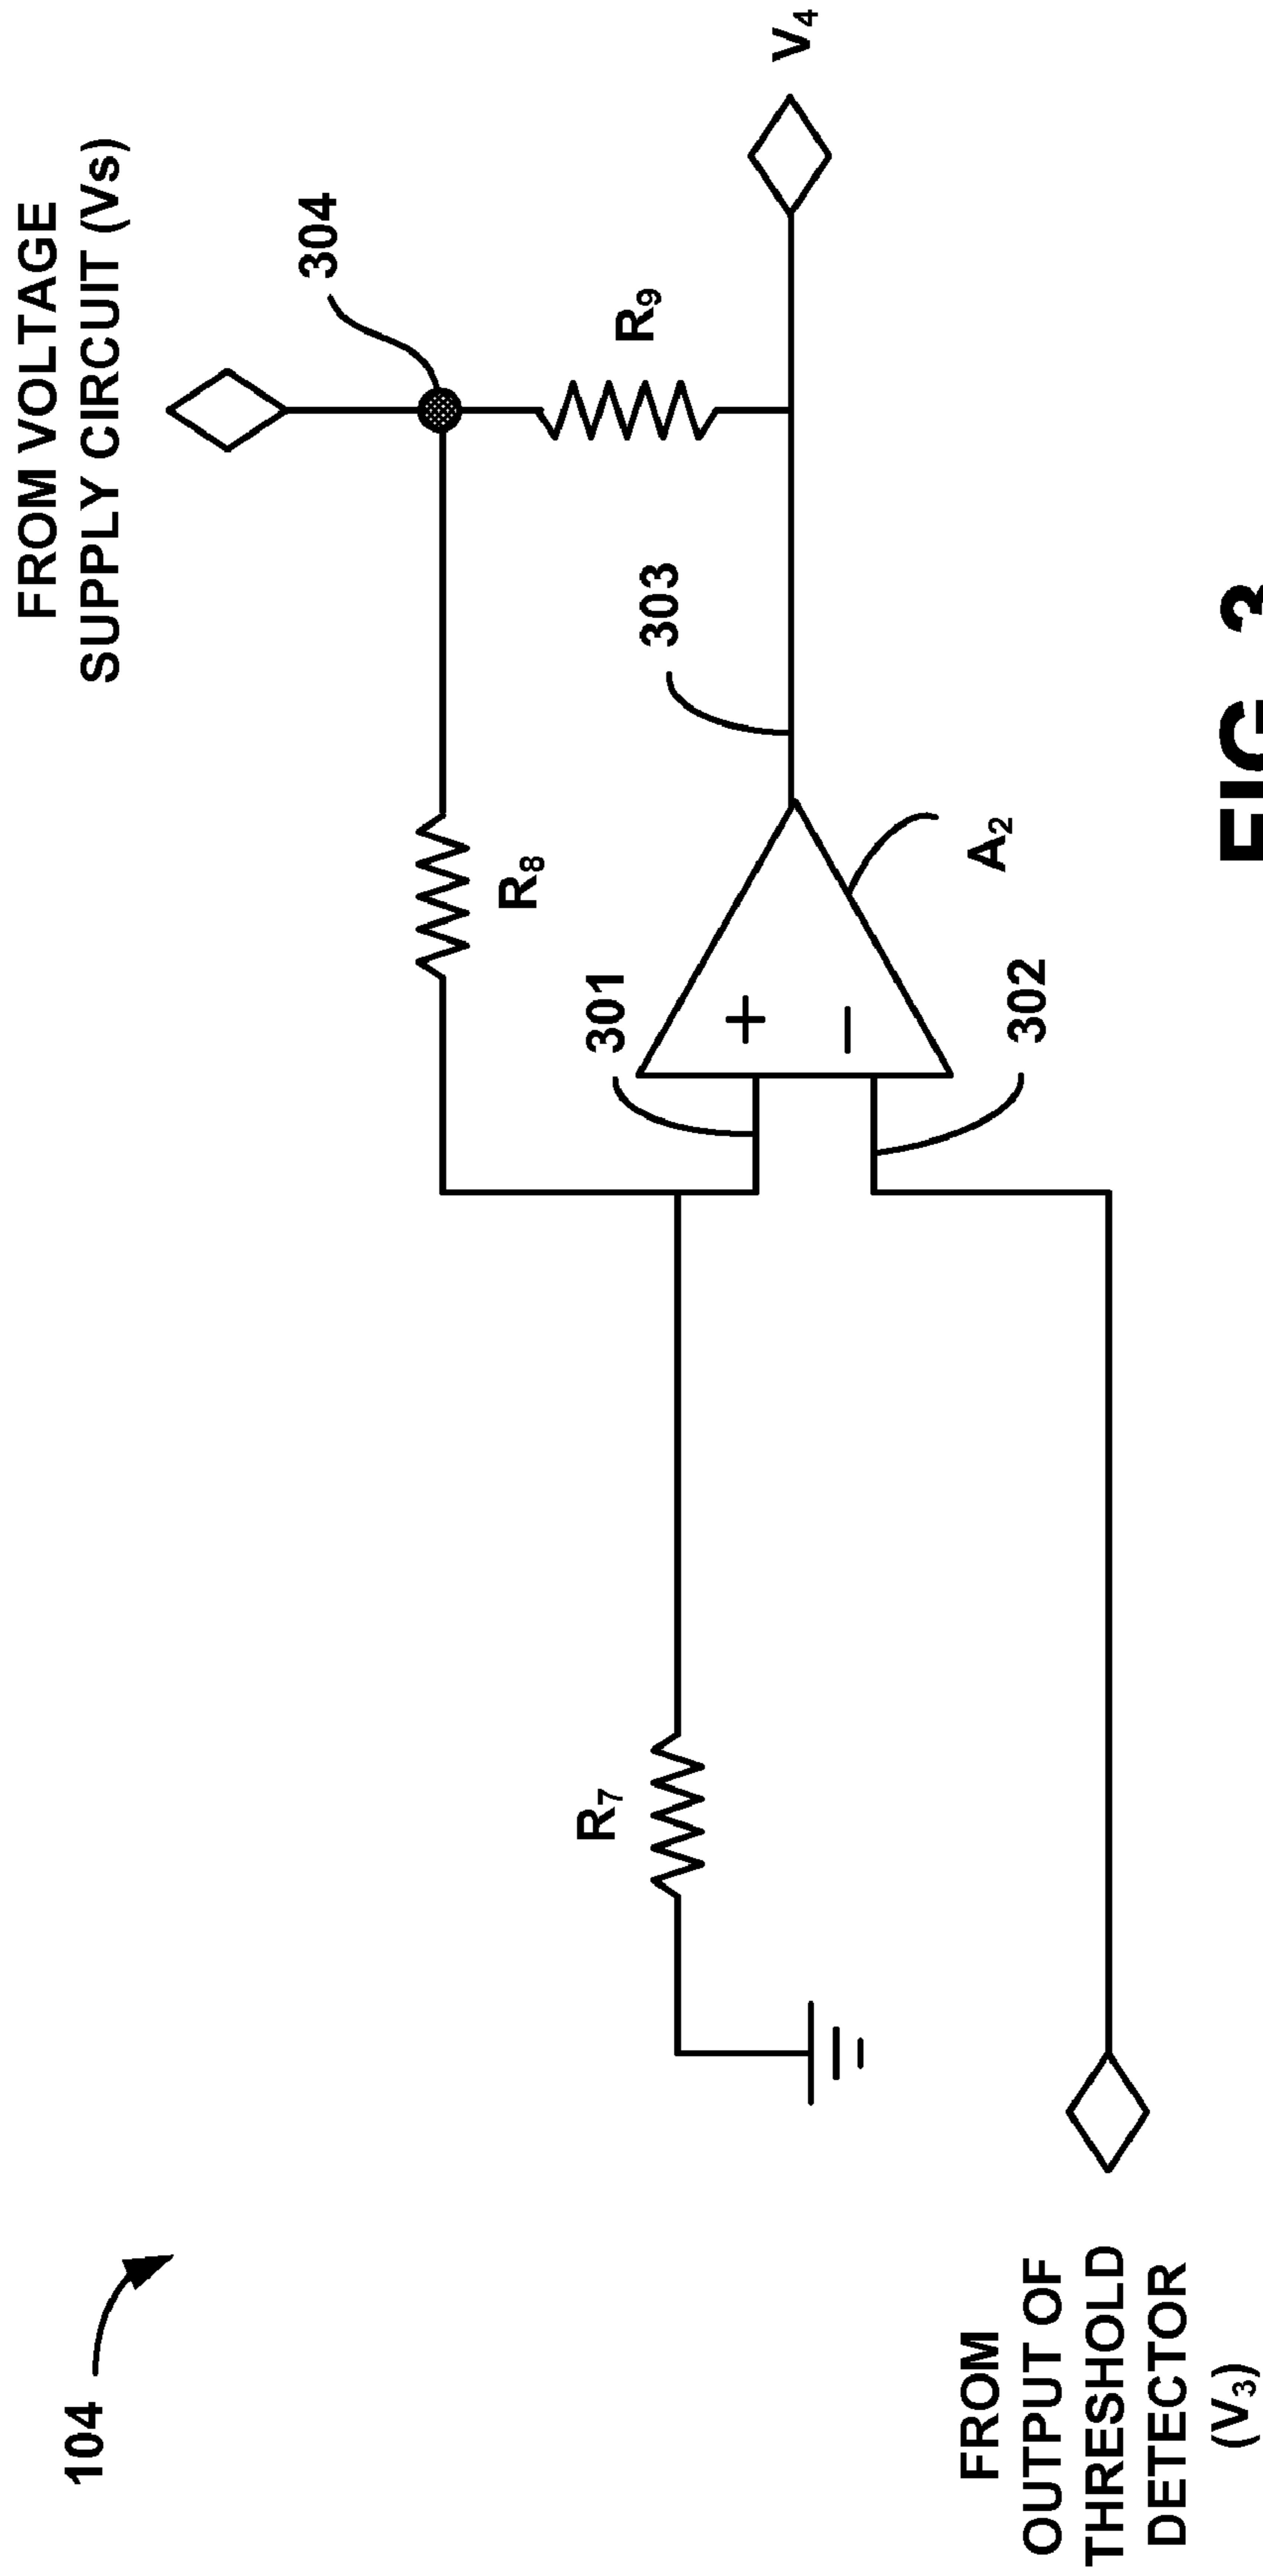 104
FROM VOLTAGE
SUPPLY CIRCUIT (Vs)
304
R8
R9
R7
301
303
+
−
V4
302
A2
FROM
OUTPUT OF
THRESHOLD
DETECTOR
(V3)
FIG. 3